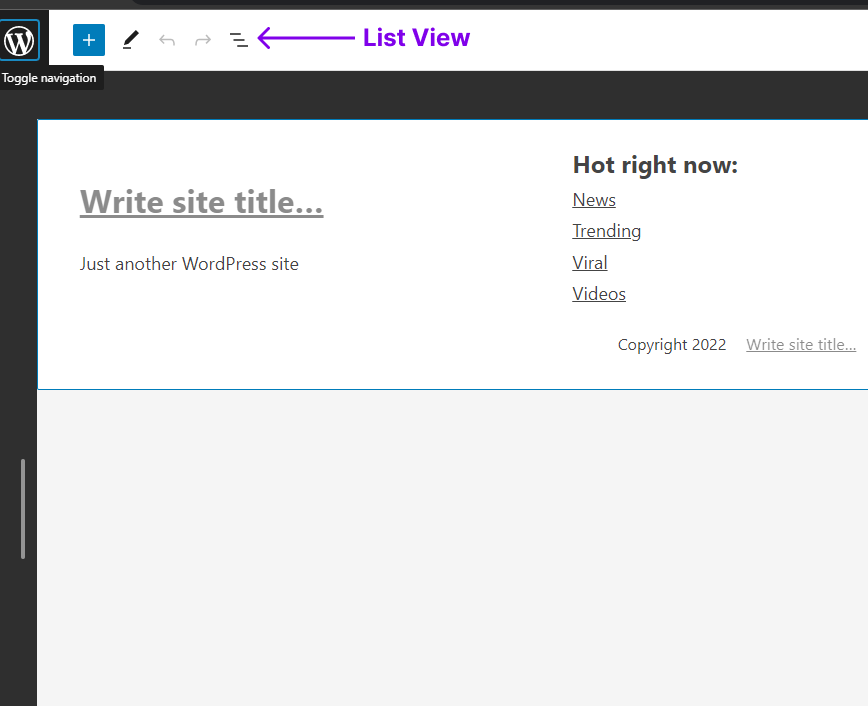 List View
Toggle navigation
Write site title...
Just another WordPress site
Hot right now:
News
Trending
Viral
Videos
Copyright 2022 Write site title...